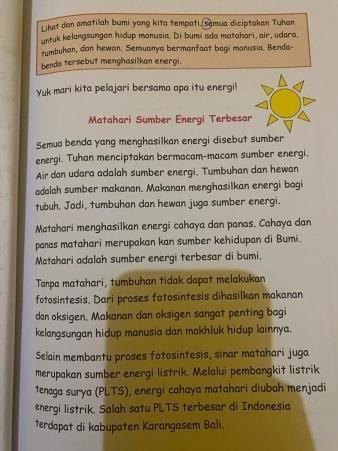 Lihat dan amatilah bumi yang kita tempati. Semua diciptakan Tuhan
untuk kelangsungan hidup manusia. Di bumi ada matahari, air, udara,
tumbuhan, dan hewan. Semuanya bermanfaat bagi manusia. Benda-
benda tersebut menghasilkan energi.
Yuk mari kita pelajari bersama apa itu energi!
Matahari Sumber Energi Terbesar
Semua benda yang menghasilkan energi disebut sumber
energi. Tuhan menciptakan bermacam-macam sumber energi.
Air dan udara adalah sumber energi. Tumbuhan dan hewan
adalah sumber makanan. Makanan menghasilkan energi bagi
tubuh. Jadi, tumbuhan dan hewan juga sumber energi.
Matahari menghasilkan energi cahaya dan panas. Cahaya dan
panas matahari merupakan kan sumber kehidupan di Bumi.
Matahari adalah sumber energi terbesar di bumi.
Tanpa matahari, tumbuhan tidak dapat melakukan
fotosintesis. Dari proses fotosintesis dihasilkan makanan
dan oksigen. Makanan dan oksigen sangat penting bagi
kelangsungan hidup manusia dan makhluk hidup lainnya.
Selain membantu proses fotosintesis, sinar matahari juga
merupakan sumber energi listrik. Melalui pembangkit listrik
tenaga surya (PLTS), energi cahaya matahari diubah menjadi
energi listrik. Salah satu PLTS terbesar di Indonesia
terdapat di kabupaten Karangasem Bali.